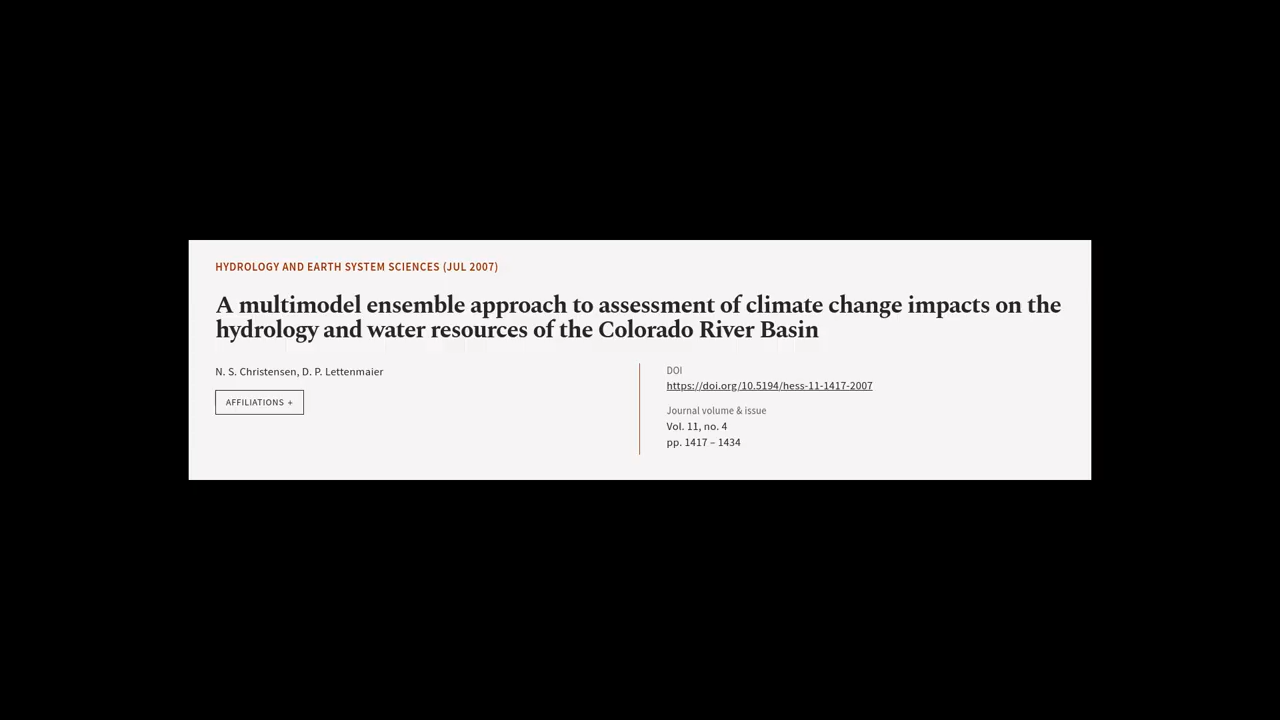 HYDROLOGY AND EARTH SYSTEM SCIENCES (JUL 2007)
A multimodel ensemble approach to assessment of climate change impacts on the
hydrology and water resources of the Colorado River Basin
N. S. Christensen, D. P. Lettenmaier
AFFILIATIONS +
DOI
https://doi.org/10.5194/hess-11-1417-2007
Journal volume & issue
Vol. 11, no. 4
pp. 1417 – 1434